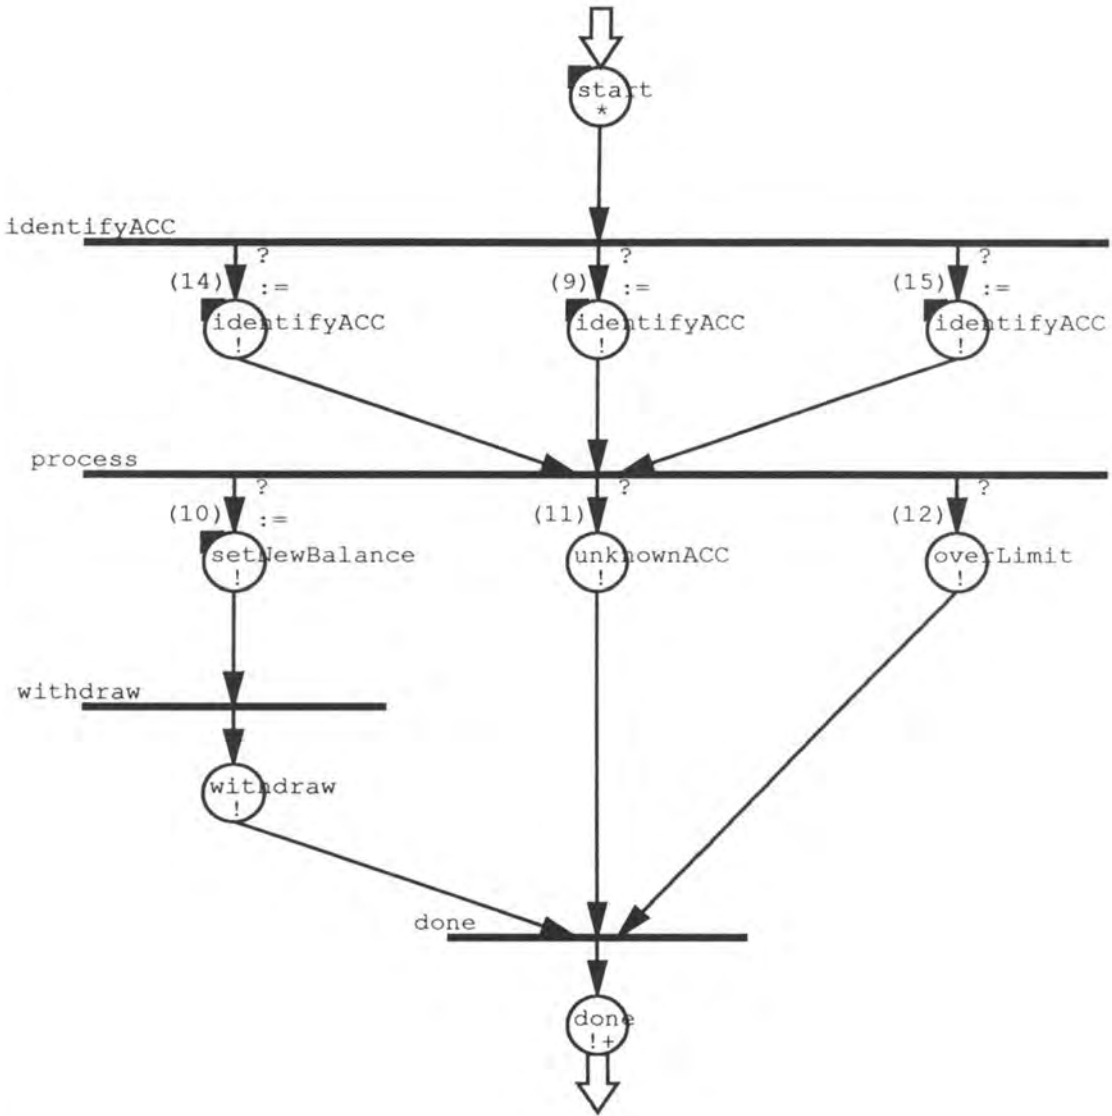 start
*
identifyACC
? ? ?
(14) := (9) := (15) :=
identifyACC identifyACC identifyACC
! ! !
process
? ? ?
(10) := (11) (12)
setNewBalance unknownACC overLimit
! ! !
withdraw
withdraw
!
done
done
!+